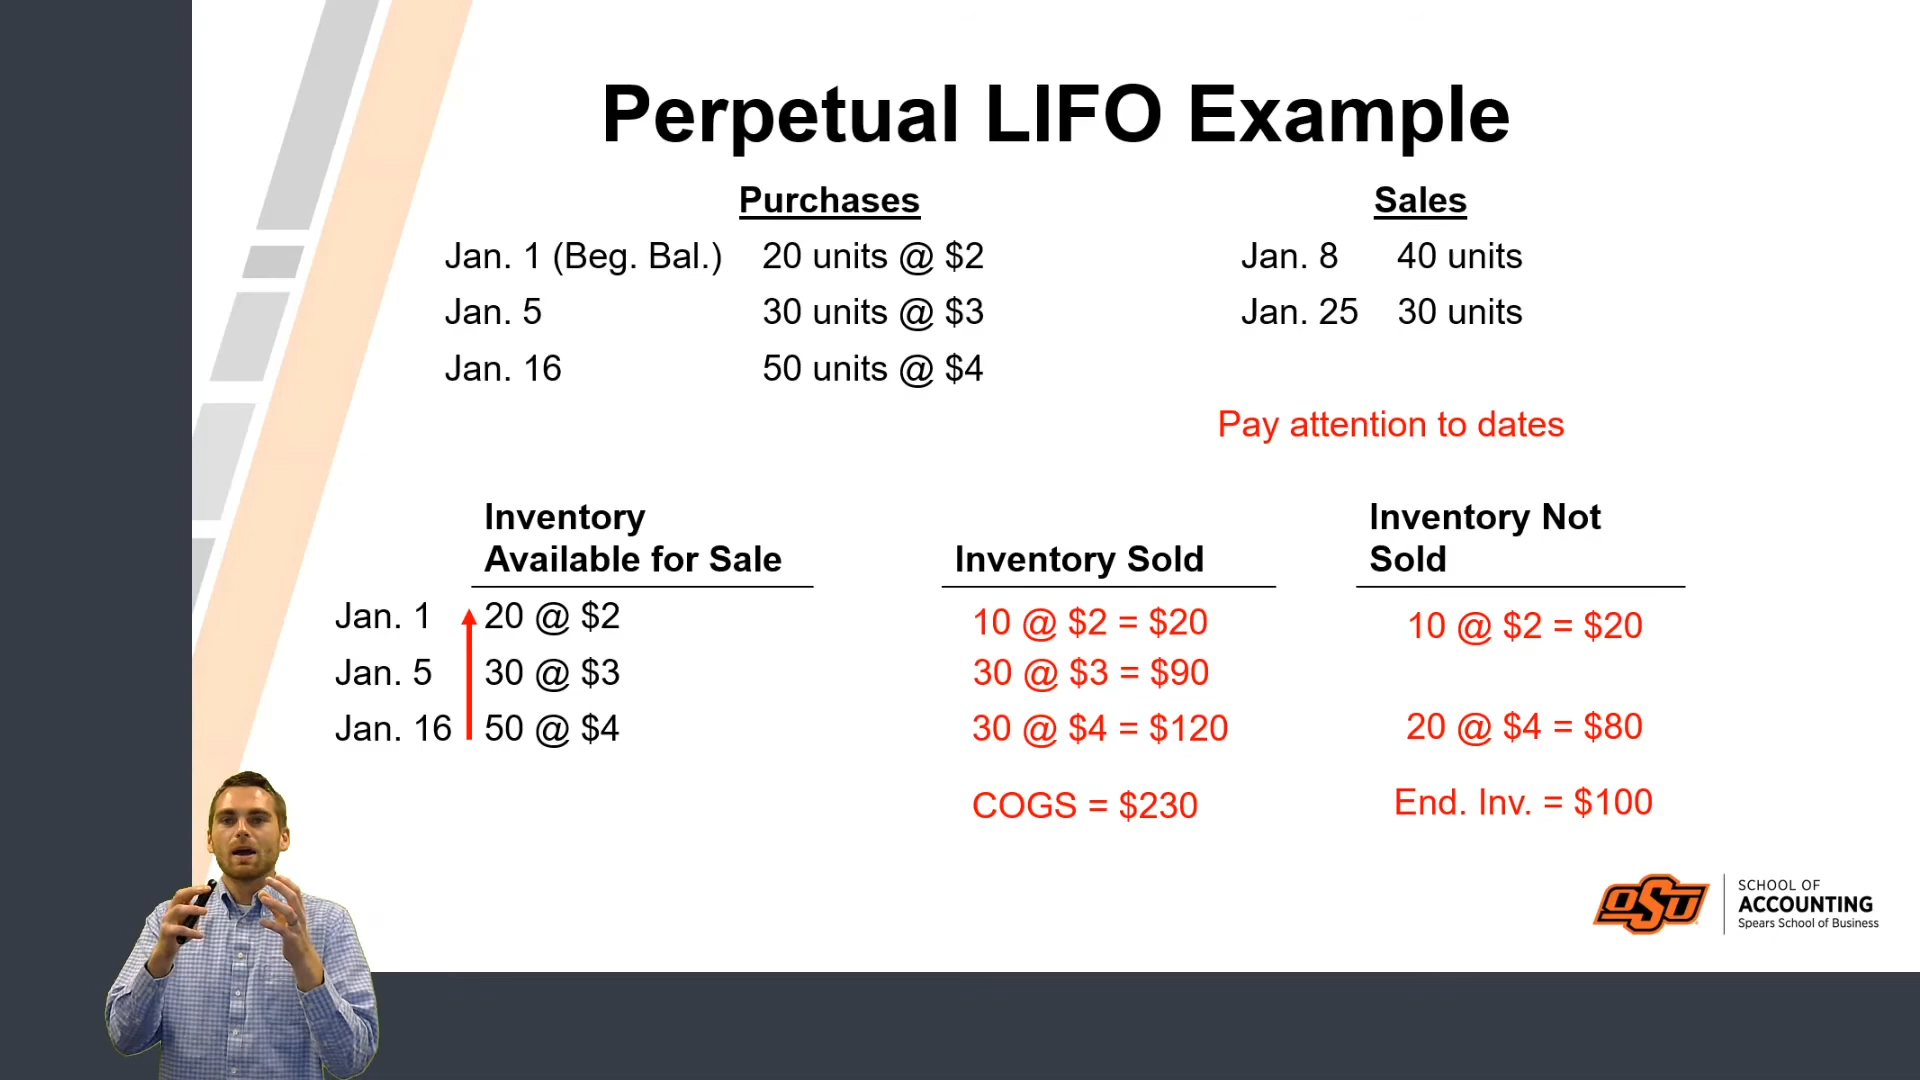 Perpetual LIFO Example
Purchases
Jan. 1 (Beg. Bal.) 20 units @ $2
Jan. 5 30 units @ $3
Jan. 16 50 units @ $4
Sales
Jan. 8 40 units
Jan. 25 30 units
Pay attention to dates
Inventory
Available for Sale
Jan. 1 20 @ $2
Jan. 5 30 @ $3
Jan. 16 50 @ $4
Inventory Sold
10 @ $2 = $20
30 @ $3 = $90
30 @ $4 = $120
COGS = $230
Inventory Not
Sold
10 @ $2 = $20
20 @ $4 = $80
End. Inv. = $100
OSU
SCHOOL OF
ACCOUNTING
Spears School of Business